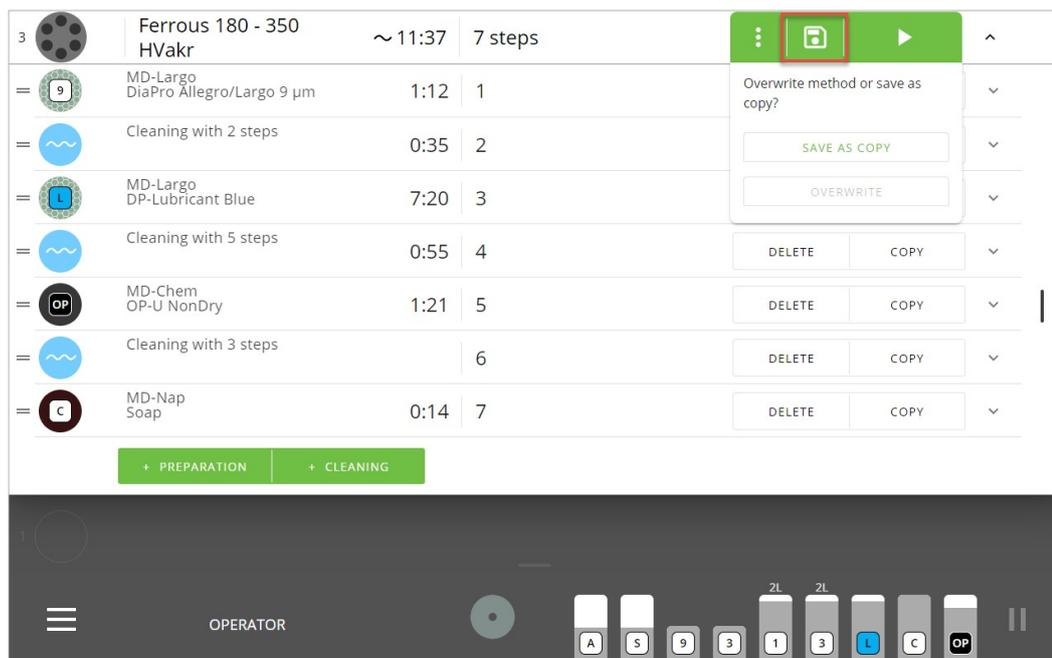 3
Ferrous 180 - 350
HVakr
~ 11:37
7 steps
9
MD-Largo
DiaPro Allegro/Largo 9 µm
1:12
1
Overwrite method or save as
copy?
SAVE AS COPY
OVERWRITE
Cleaning with 2 steps
0:35
2
L
MD-Largo
DP-Lubricant Blue
7:20
3
Cleaning with 5 steps
0:55
4
DELETE
COPY
OP
MD-Chem
OP-U NonDry
1:21
5
DELETE
COPY
Cleaning with 3 steps
6
DELETE
COPY
C
MD-Nap
Soap
0:14
7
DELETE
COPY
+ PREPARATION
+ CLEANING
1
OPERATOR
2L
2L
A
S
9
3
1
3
L
C
OP